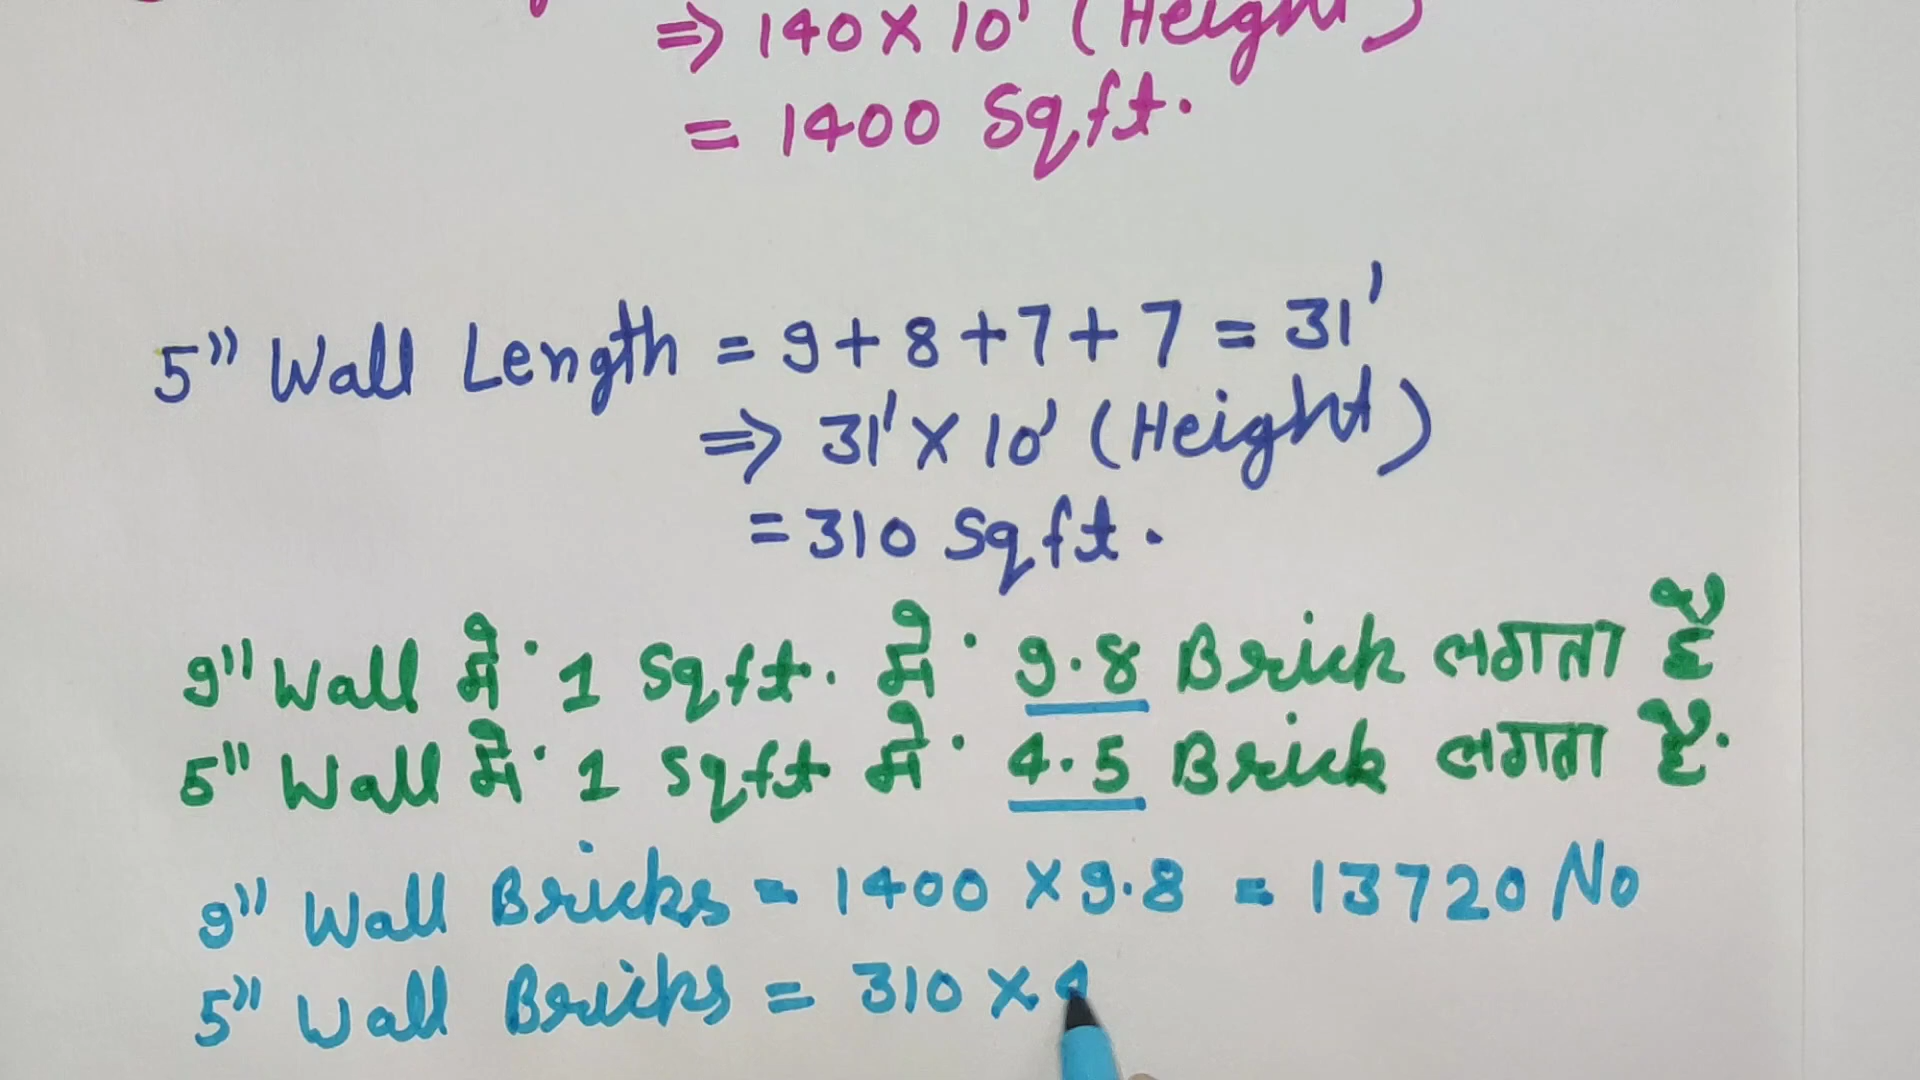 ⇒ 140 × 10' (Height)
= 1400 Sqft.
5" Wall Length = 9 + 8 + 7 + 7 = 31'
⇒ 31' × 10' (Height)
= 310 Sqft.
9" Wall में 1 Sqft. में 9.8 Brick लगता है
5" Wall में 1 Sqft में 4.5 Brick लगता है.
9" Wall Bricks = 1400 × 9.8 = 13720 No
5" Wall Bricks = 310 × 4